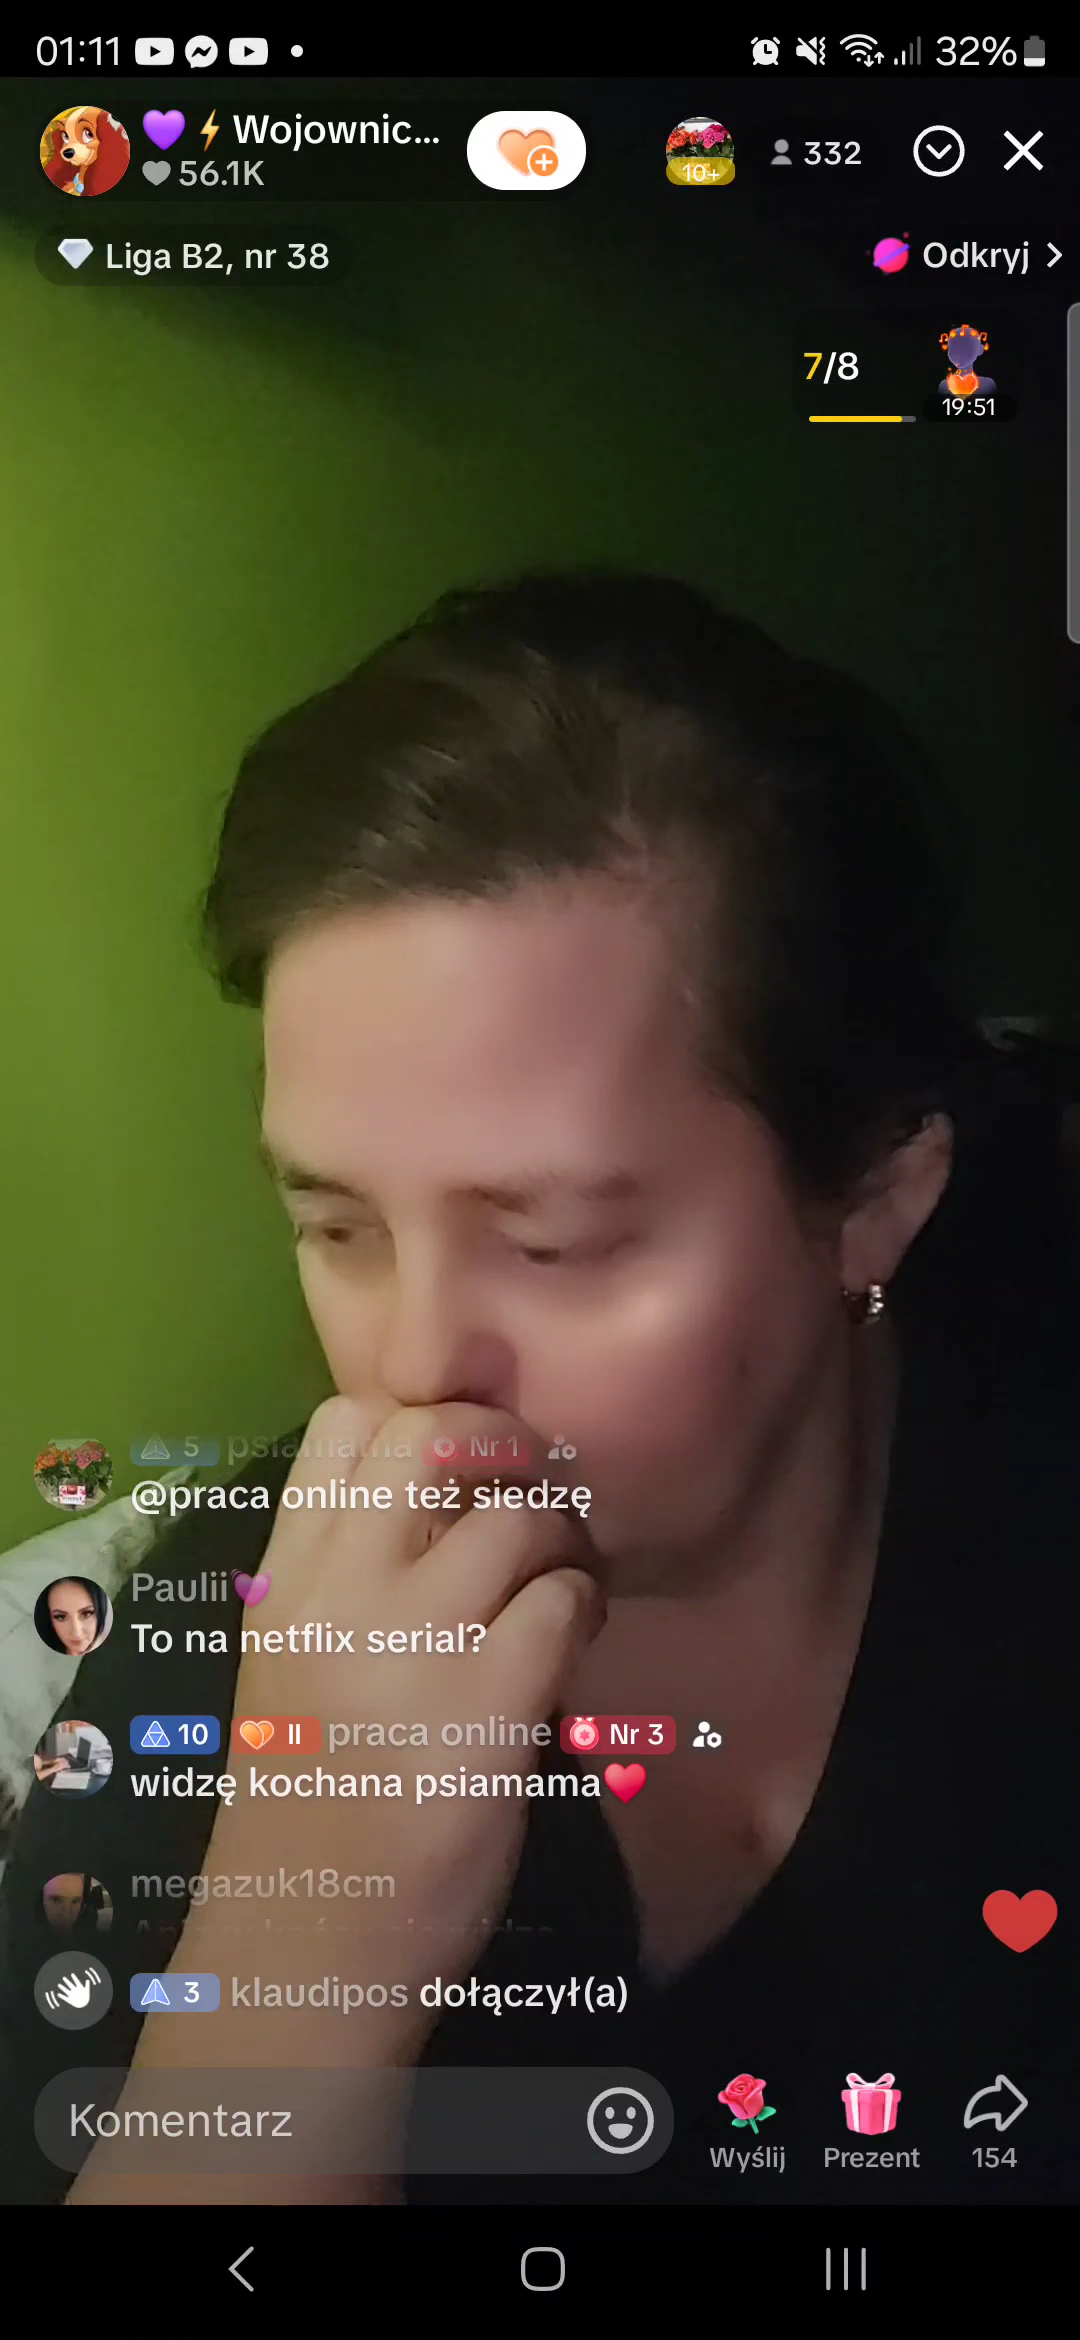 01:11
32%
Wojownic...
56.1K
10+
332
Liga B2, nr 38
Odkryj
7/8
19:51
5 psiamama Nr 1
@praca online też siedzę
Paulii
To na netflix serial?
10 II praca online Nr 3
widzę kochana psiamama
megazuk18cm
3 klaudipos dołączył(a)
Komentarz
Wyślij
Prezent
154